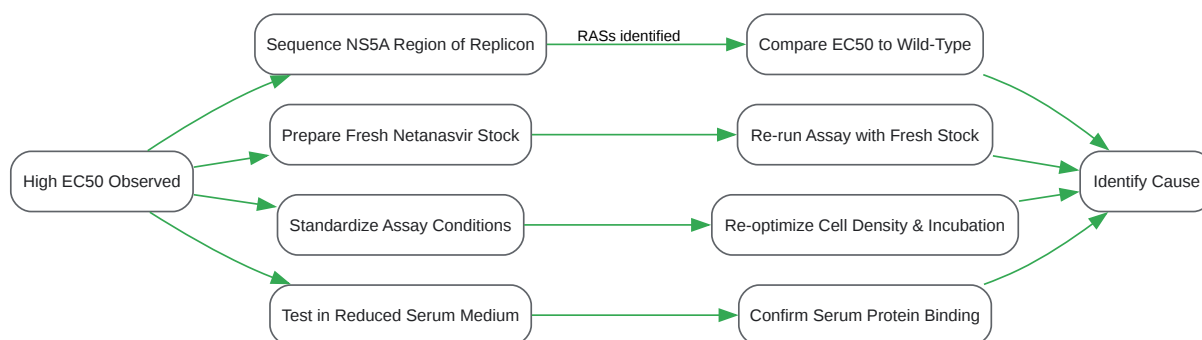 Sequence NS5A Region of Replicon
RASs identified
Compare EC50 to Wild-Type
Prepare Fresh Netanasvir Stock
Re-run Assay with Fresh Stock
High EC50 Observed
Identify Cause
Standardize Assay Conditions
Re-optimize Cell Density & Incubation
Test in Reduced Serum Medium
Confirm Serum Protein Binding